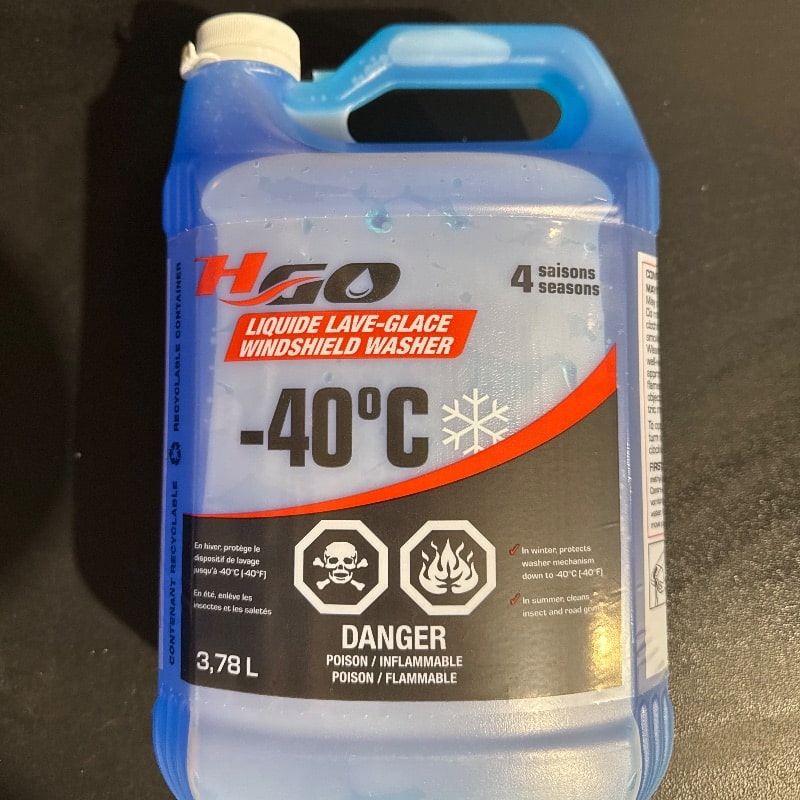 HGO
4 saisons
seasons
LIQUIDE LAVE-GLACE
WINDSHIELD WASHER
-40°C
CONTENANT RECYCLABLE RECYCLABLE CONTAINER
En hiver, protège le
dispositif de lavage
jusqu'à -40°C (-40°F)
En été, enlève les
insectes et les saletés
In winter, protects
washer mechanism
down to -40°C (-40°F)
In summer, cleans
insect and road
DANGER
POISON / INFLAMMABLE
POISON / FLAMMABLE
3,78 L